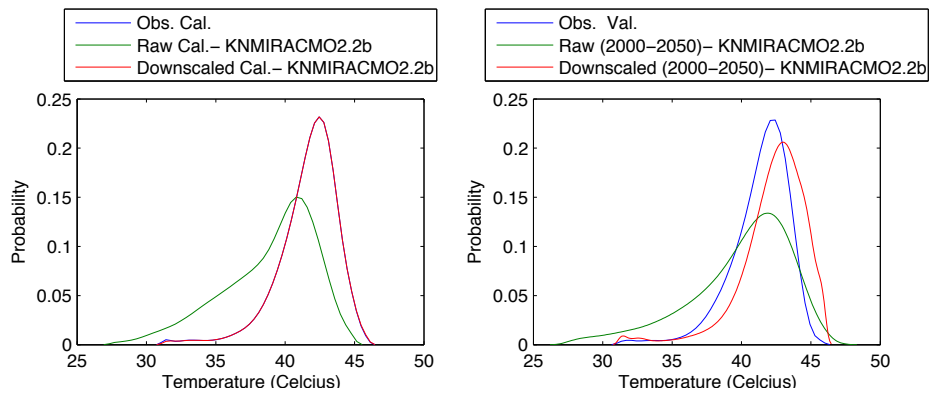 Obs. Cal.
Raw Cal.− KNMIRACMO2.2b
Downscaled Cal.− KNMIRACMO2.2b
0.25
0.2
0.15
0.1
0.05
0
Probability
25 30 35 40 45 50
Temperature (Celcius)
Obs. Val.
Raw (2000−2050)− KNMIRACMO2.2b
Downscaled (2000−2050)− KNMIRACMO2.2b
0.25
0.2
0.15
0.1
0.05
0
Probability
25 30 35 40 45 50
Temperature (Celcius)